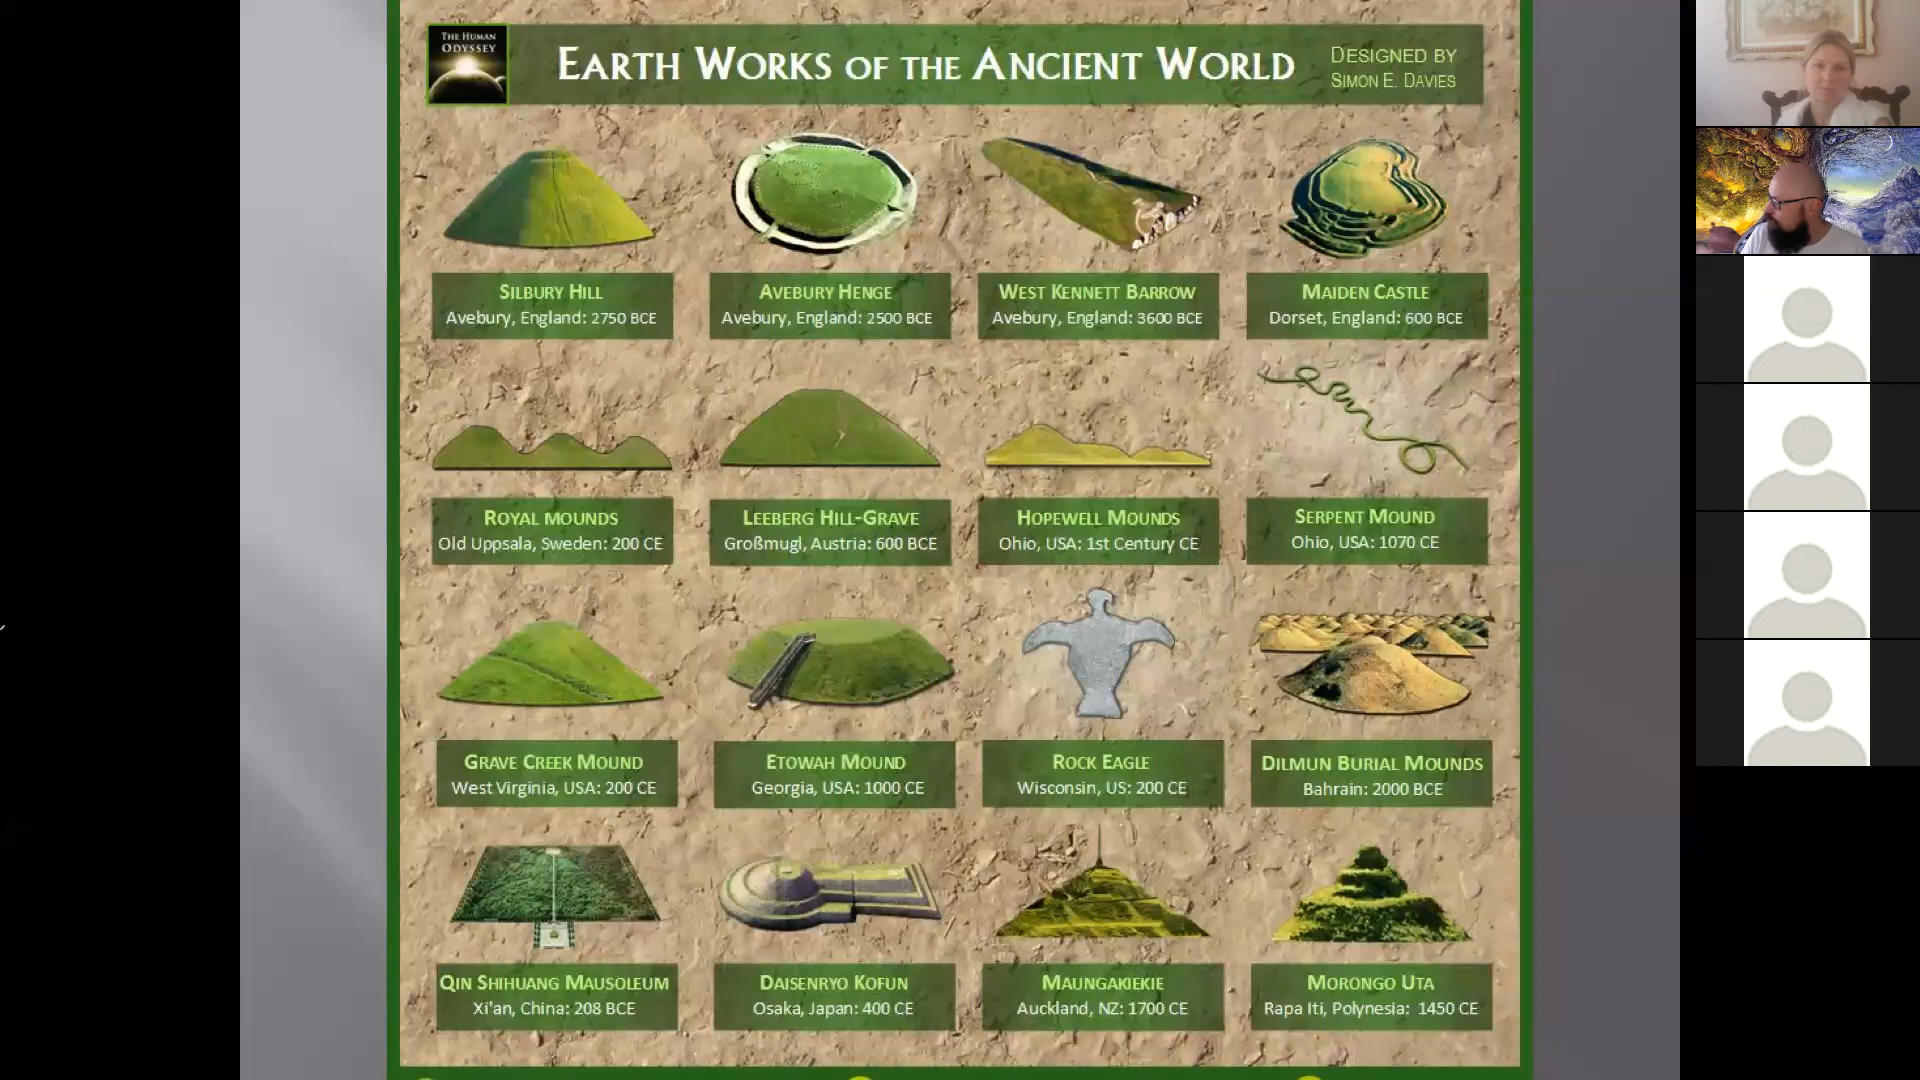 THE HUMAN
ODYSSEY
EARTH WORKS OF THE ANCIENT WORLD
DESIGNED BY
SIMON E. DAVIES
SILBURY HILL
Avebury, England: 2750 BCE
AVEBURY HENGE
Avebury, England: 2500 BCE
WEST KENNETT BARROW
Avebury, England: 3600 BCE
MAIDEN CASTLE
Dorset, England: 600 BCE
ROYAL MOUNDS
Old Uppsala, Sweden: 200 CE
LEEBERG HILL-GRAVE
Großmugl, Austria: 600 BCE
HOPEWELL MOUNDS
Ohio, USA: 1st Century CE
SERPENT MOUND
Ohio, USA: 1070 CE
GRAVE CREEK MOUND
West Virginia, USA: 200 CE
ETOWAH MOUND
Georgia, USA: 1000 CE
ROCK EAGLE
Wisconsin, US: 200 CE
DILMUN BURIAL MOUNDS
Bahrain: 2000 BCE
QIN SHIHUANG MAUSOLEUM
Xi'an, China: 208 BCE
DAISENRYO KOFUN
Osaka, Japan: 400 CE
MAUNGAKIEKIE
Auckland, NZ: 1700 CE
MORONGO UTA
Rapa Iti, Polynesia: 1450 CE